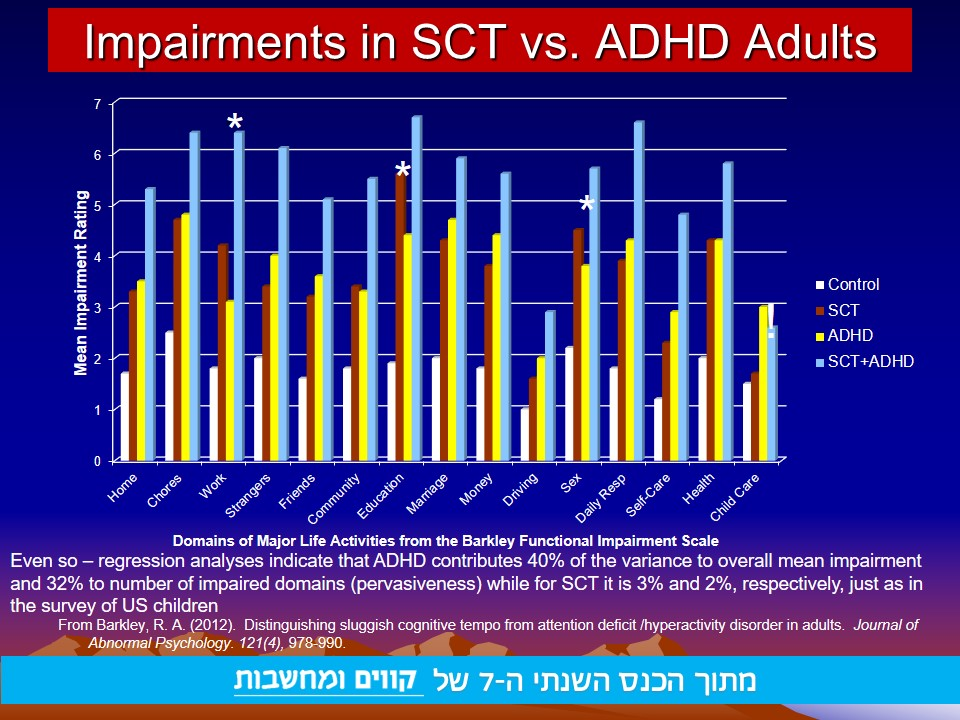 Impairments in SCT vs. ADHD Adults
7
6
5
4
3
2
1
0
Mean Impairment Rating
*
*
*
!
Control
SCT
ADHD
SCT+ADHD
Home
Chores
Work
Strangers
Friends
Community
Education
Marriage
Money
Driving
Sex
Daily Resp
Self-Care
Health
Child Care
Domains of Major Life Activities from the Barkley Functional Impairment Scale
Even so – regression analyses indicate that ADHD contributes 40% of the variance to overall mean impairment
and 32% to number of impaired domains (pervasiveness) while for SCT it is 3% and 2%, respectively, just as in
the survey of US children
From Barkley, R. A. (2012). Distinguishing sluggish cognitive tempo from attention deficit /hyperactivity disorder in adults. Journal of
Abnormal Psychology. 121(4), 978-990.
מתוך הכנס השנתי ה-7 של קווים ומחשבות